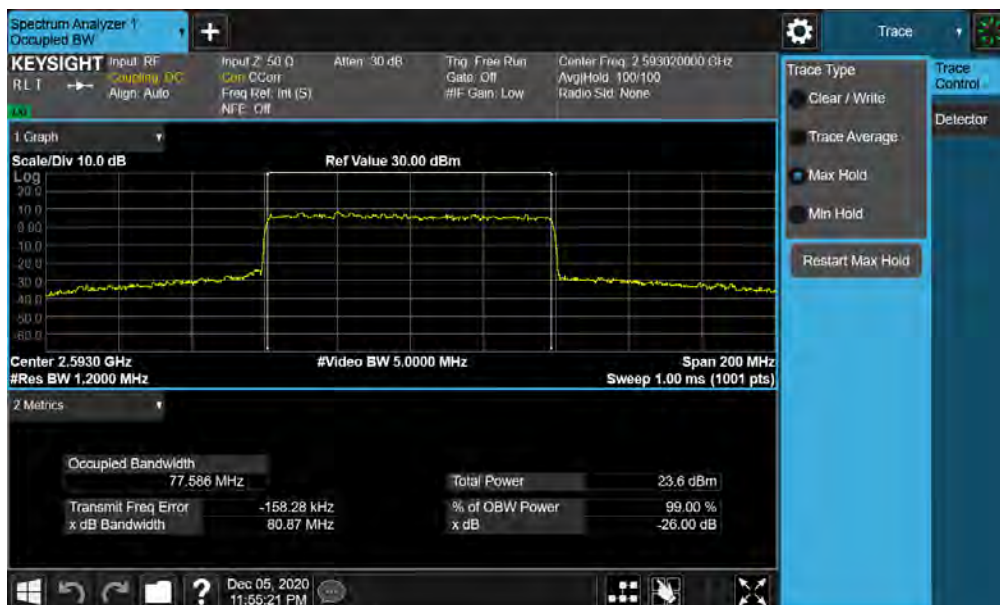 Spectrum Analyzer 1
Occupied BW
Trace
KEYSIGHT
Input: RF
Input Z: 50 Ω
Atten: 30 dB
Trig: Free Run
Center Freq: 2.593020000 GHz
RLT
Coupling: DC
Corr CCorr
Gate: Off
Avg|Hold: 100/100
Align: Auto
Freq Ref: Int (S)
#IF Gain: Low
Radio Std: None
NFE: Off
Trace Type
Clear / Write
Trace Average
Max Hold
Min Hold
Restart Max Hold
Trace
Control
Detector
1 Graph
Scale/Div 10.0 dB
Ref Value 30.00 dBm
Log
20.0
10.0
0.00
-10.0
-20.0
-30.0
-40.0
-50.0
-60.0
Center 2.5930 GHz
#Video BW 5.0000 MHz
Span 200 MHz
#Res BW 1.2000 MHz
Sweep 1.00 ms (1001 pts)
2 Metrics
Occupied Bandwidth
77.586 MHz
Total Power
23.6 dBm
Transmit Freq Error
-158.28 kHz
% of OBW Power
99.00 %
x dB Bandwidth
80.87 MHz
x dB
-26.00 dB
?
Dec 05, 2020
11:55:21 PM